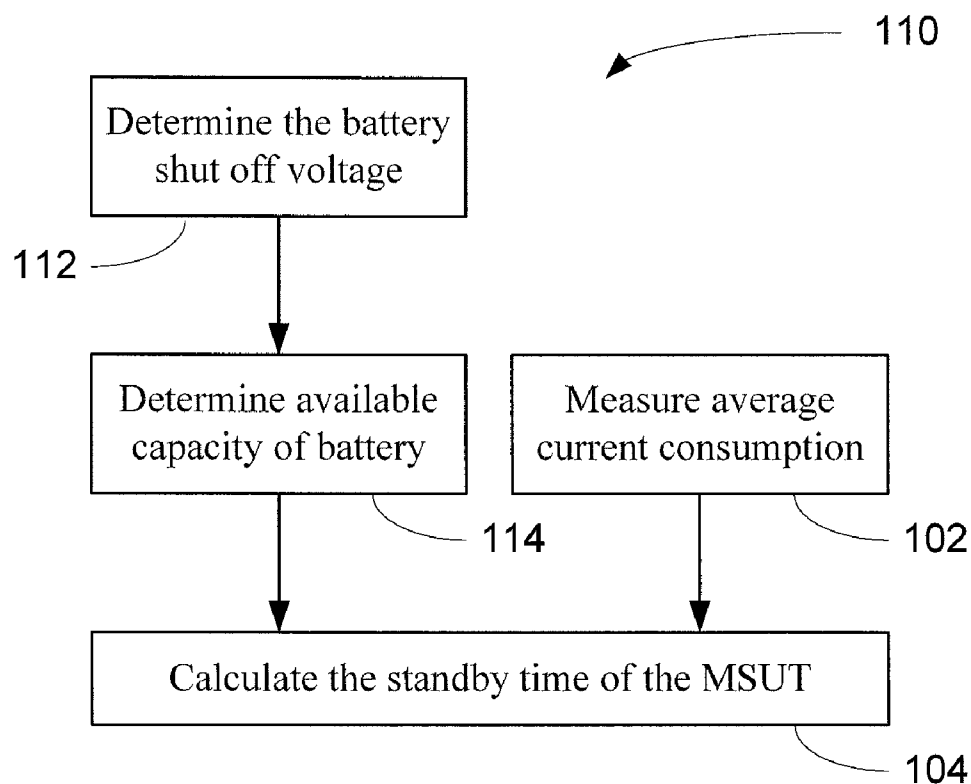 110
Determine the battery
shut off voltage
112
Determine available
capacity of battery
Measure average
current consumption
114
102
Calculate the standby time of the MSUT
104